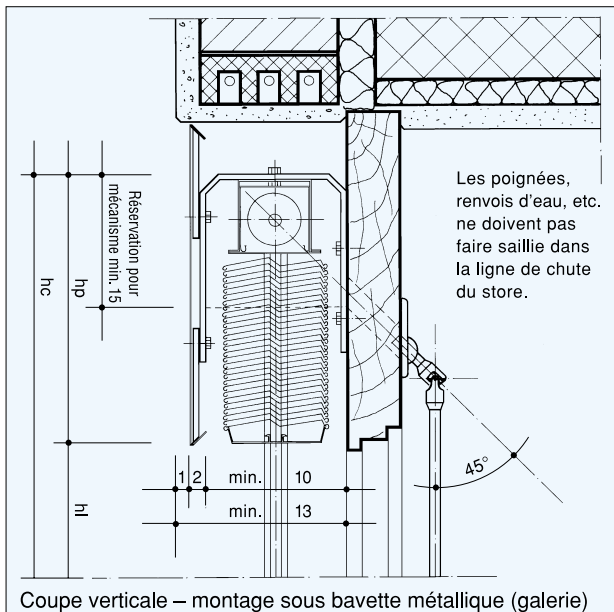 Les poignées,
renvois d'eau, etc.
ne doivent pas
faire saillie dans
la ligne de chute
du store.
Réservation pour
mécanisme min. 15
hp
hc
hl
45°
1 2 min. 10
min. 13
Coupe verticale – montage sous bavette métallique (galerie)